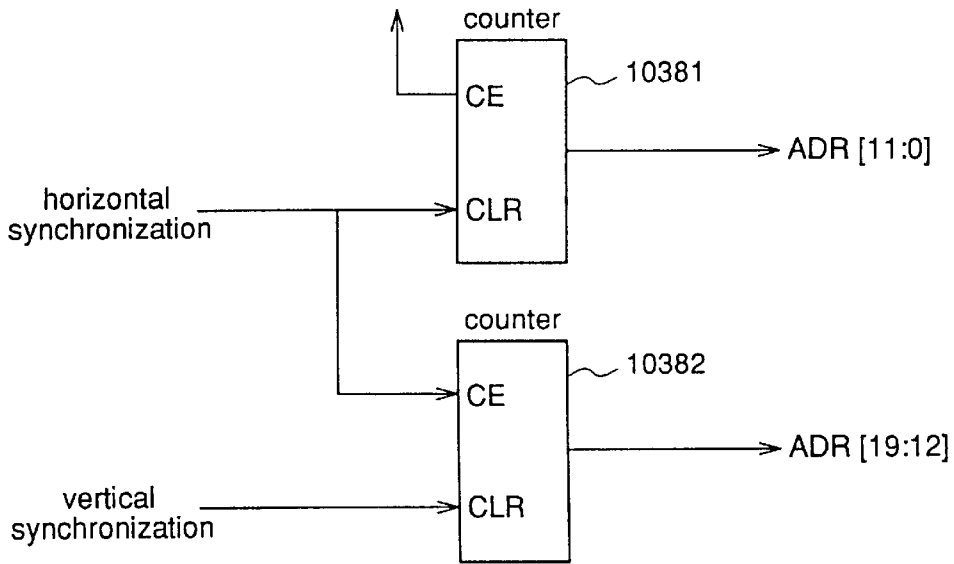 counter
10381
CE
ADR [11:0]
horizontal
synchronization
CLR
counter
10382
CE
ADR [19:12]
vertical
synchronization
CLR